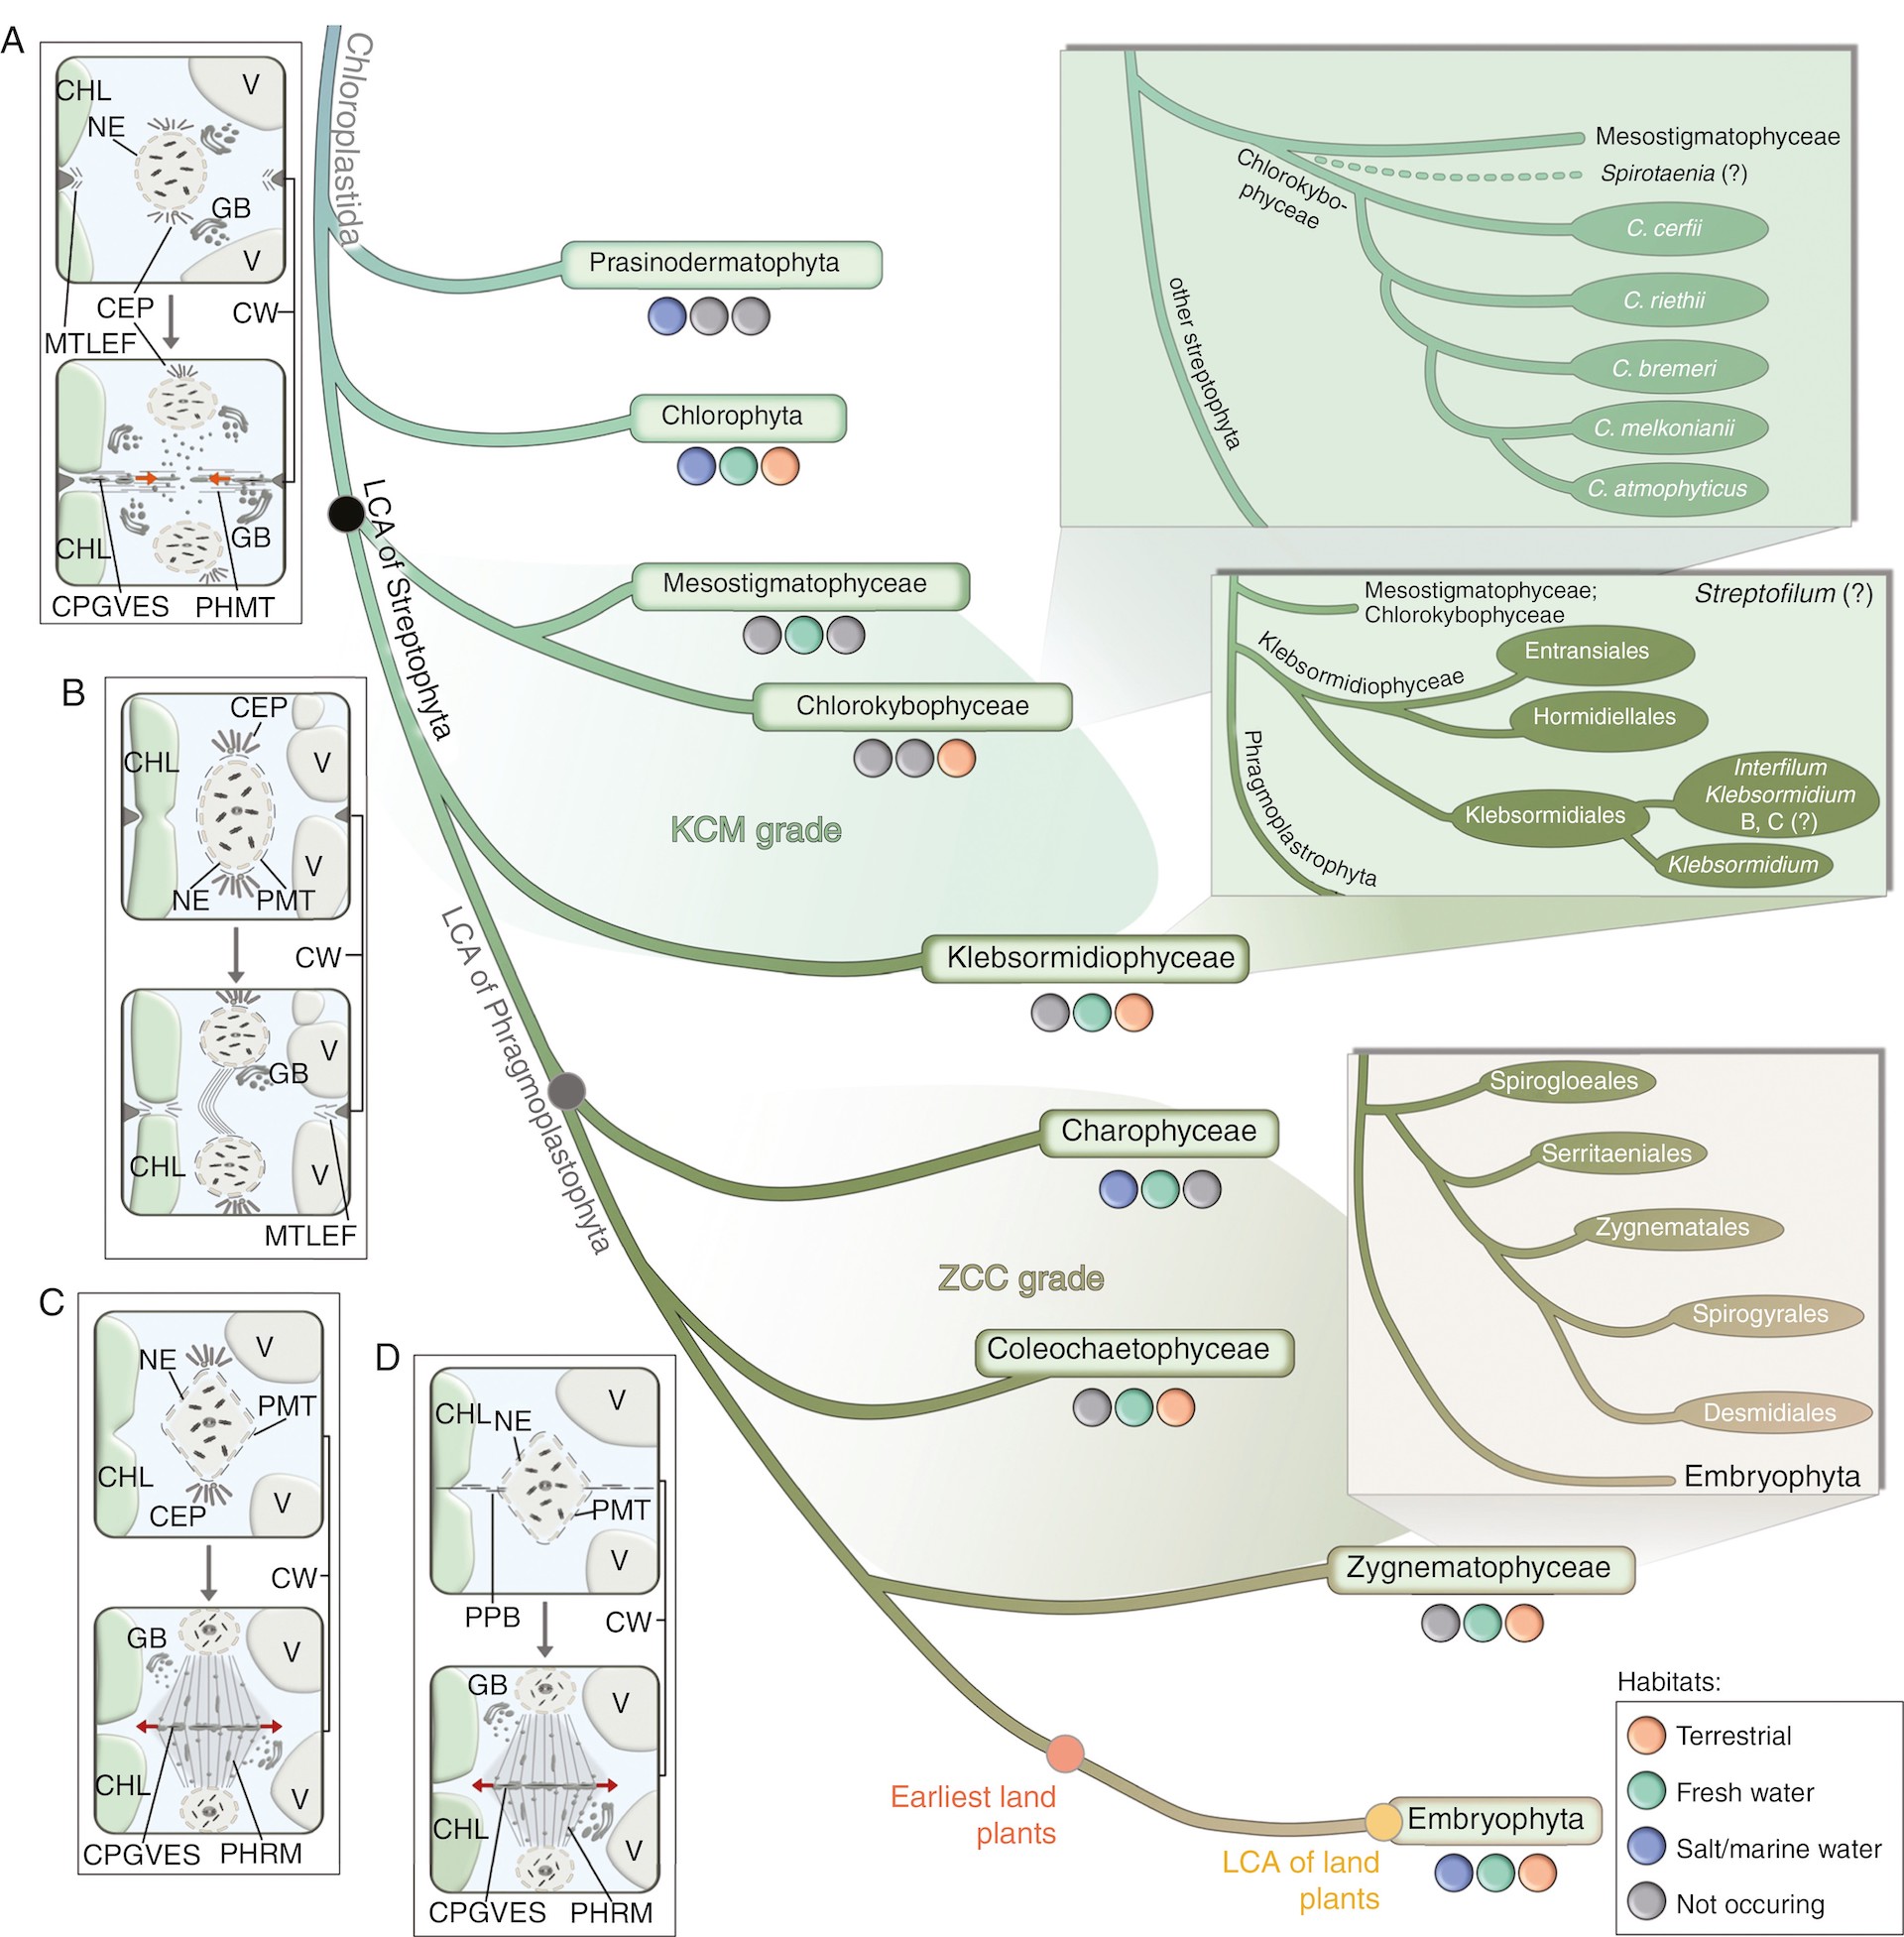 A
CHL
V
NE
GB
V
CEP
CW
MTLEF
CHL
GB
CPGVES
PHMT
B
CEP
CHL
V
V
NE
PMT
CW
GB
V
CHL
V
MTLEF
C
NE
V
PMT
CHL
CEP
V
CW
GB
V
CHL
V
CPGVES
PHRM
D
CHL
NE
V
PMT
V
PPB
CW
GB
V
CHL
V
CPGVES
PHRM
Chloroplastida
Prasinodermatophyta
Chlorophyta
LCA of Streptophyta
Mesostigmatophyceae
Chlorokybophyceae
KCM grade
Klebsormidiophyceae
LCA of Phragmoplastophyta
Charophyceae
ZCC grade
Coleochaetophyceae
Zygnematophyceae
Earliest land
plants
LCA of land
plants
Embryophyta
Mesostigmatophyceae
Spirotaenia (?)
Chlorokybo-
phyceae
C. cerfii
C. riethii
C. bremeri
C. melkonianii
C. atmophyticus
other streptophyta
Mesostigmatophyceae;
Chlorokybophyceae
Streptofilum (?)
Klebsormidiophyceae
Entransiales
Hormidiellales
Phragmoplastrophyta
Klebsormidiales
Interfilum
Klebsormidium
B, C (?)
Klebsormidium
Spirogloeales
Serritaeniales
Zygnematales
Spirogyrales
Desmidiales
Embryophyta
Habitats:
Terrestrial
Fresh water
Salt/marine water
Not occuring